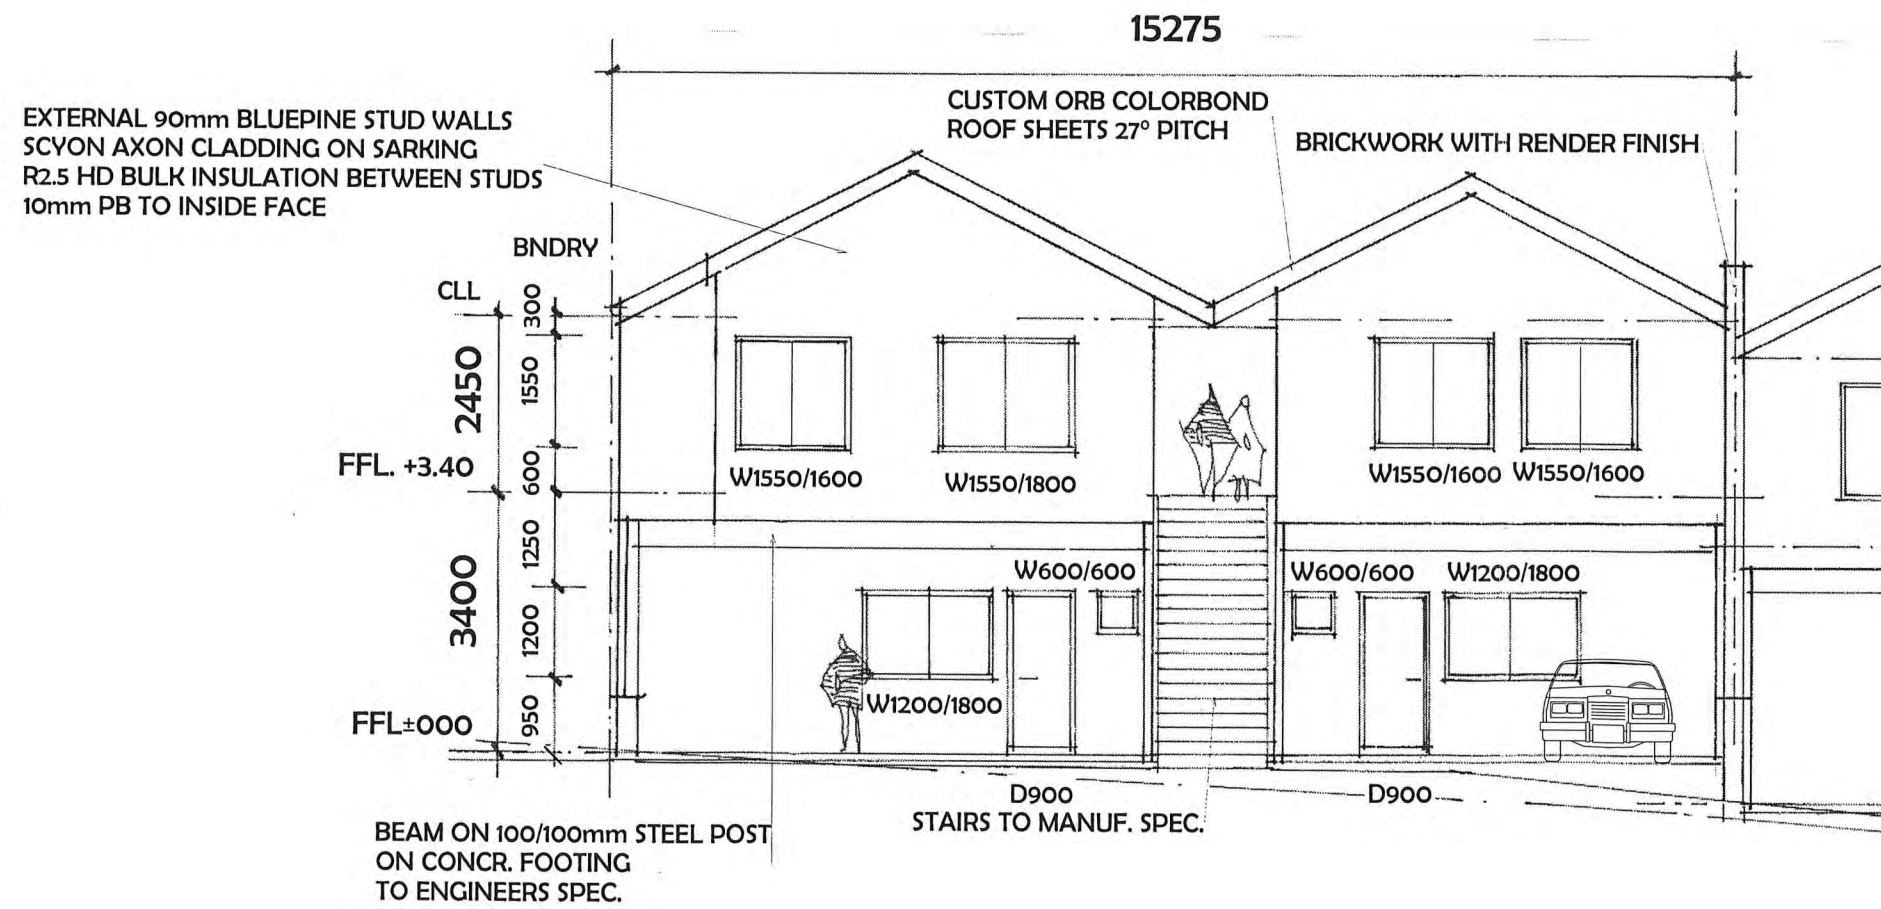 15275
EXTERNAL 90mm BLUEPINE STUD WALLS
SCYON AXON CLADDING ON SARKING
R2.5 HD BULK INSULATION BETWEEN STUDS
10mm PB TO INSIDE FACE
CUSTOM ORB COLORBOND
ROOF SHEETS 27º PITCH
BRICKWORK WITH RENDER FINISH
BNDRY
CLL
300
2450
1550
FFL. +3.40
600
W1550/1600
W1550/1800
W1550/1600
W1550/1600
3400
1250
1200
950
W600/600
W600/600
W1200/1800
W1200/1800
FFL±000
D900
D900
STAIRS TO MANUF. SPEC.
BEAM ON 100/100mm STEEL POST
ON CONCR. FOOTING
TO ENGINEERS SPEC.